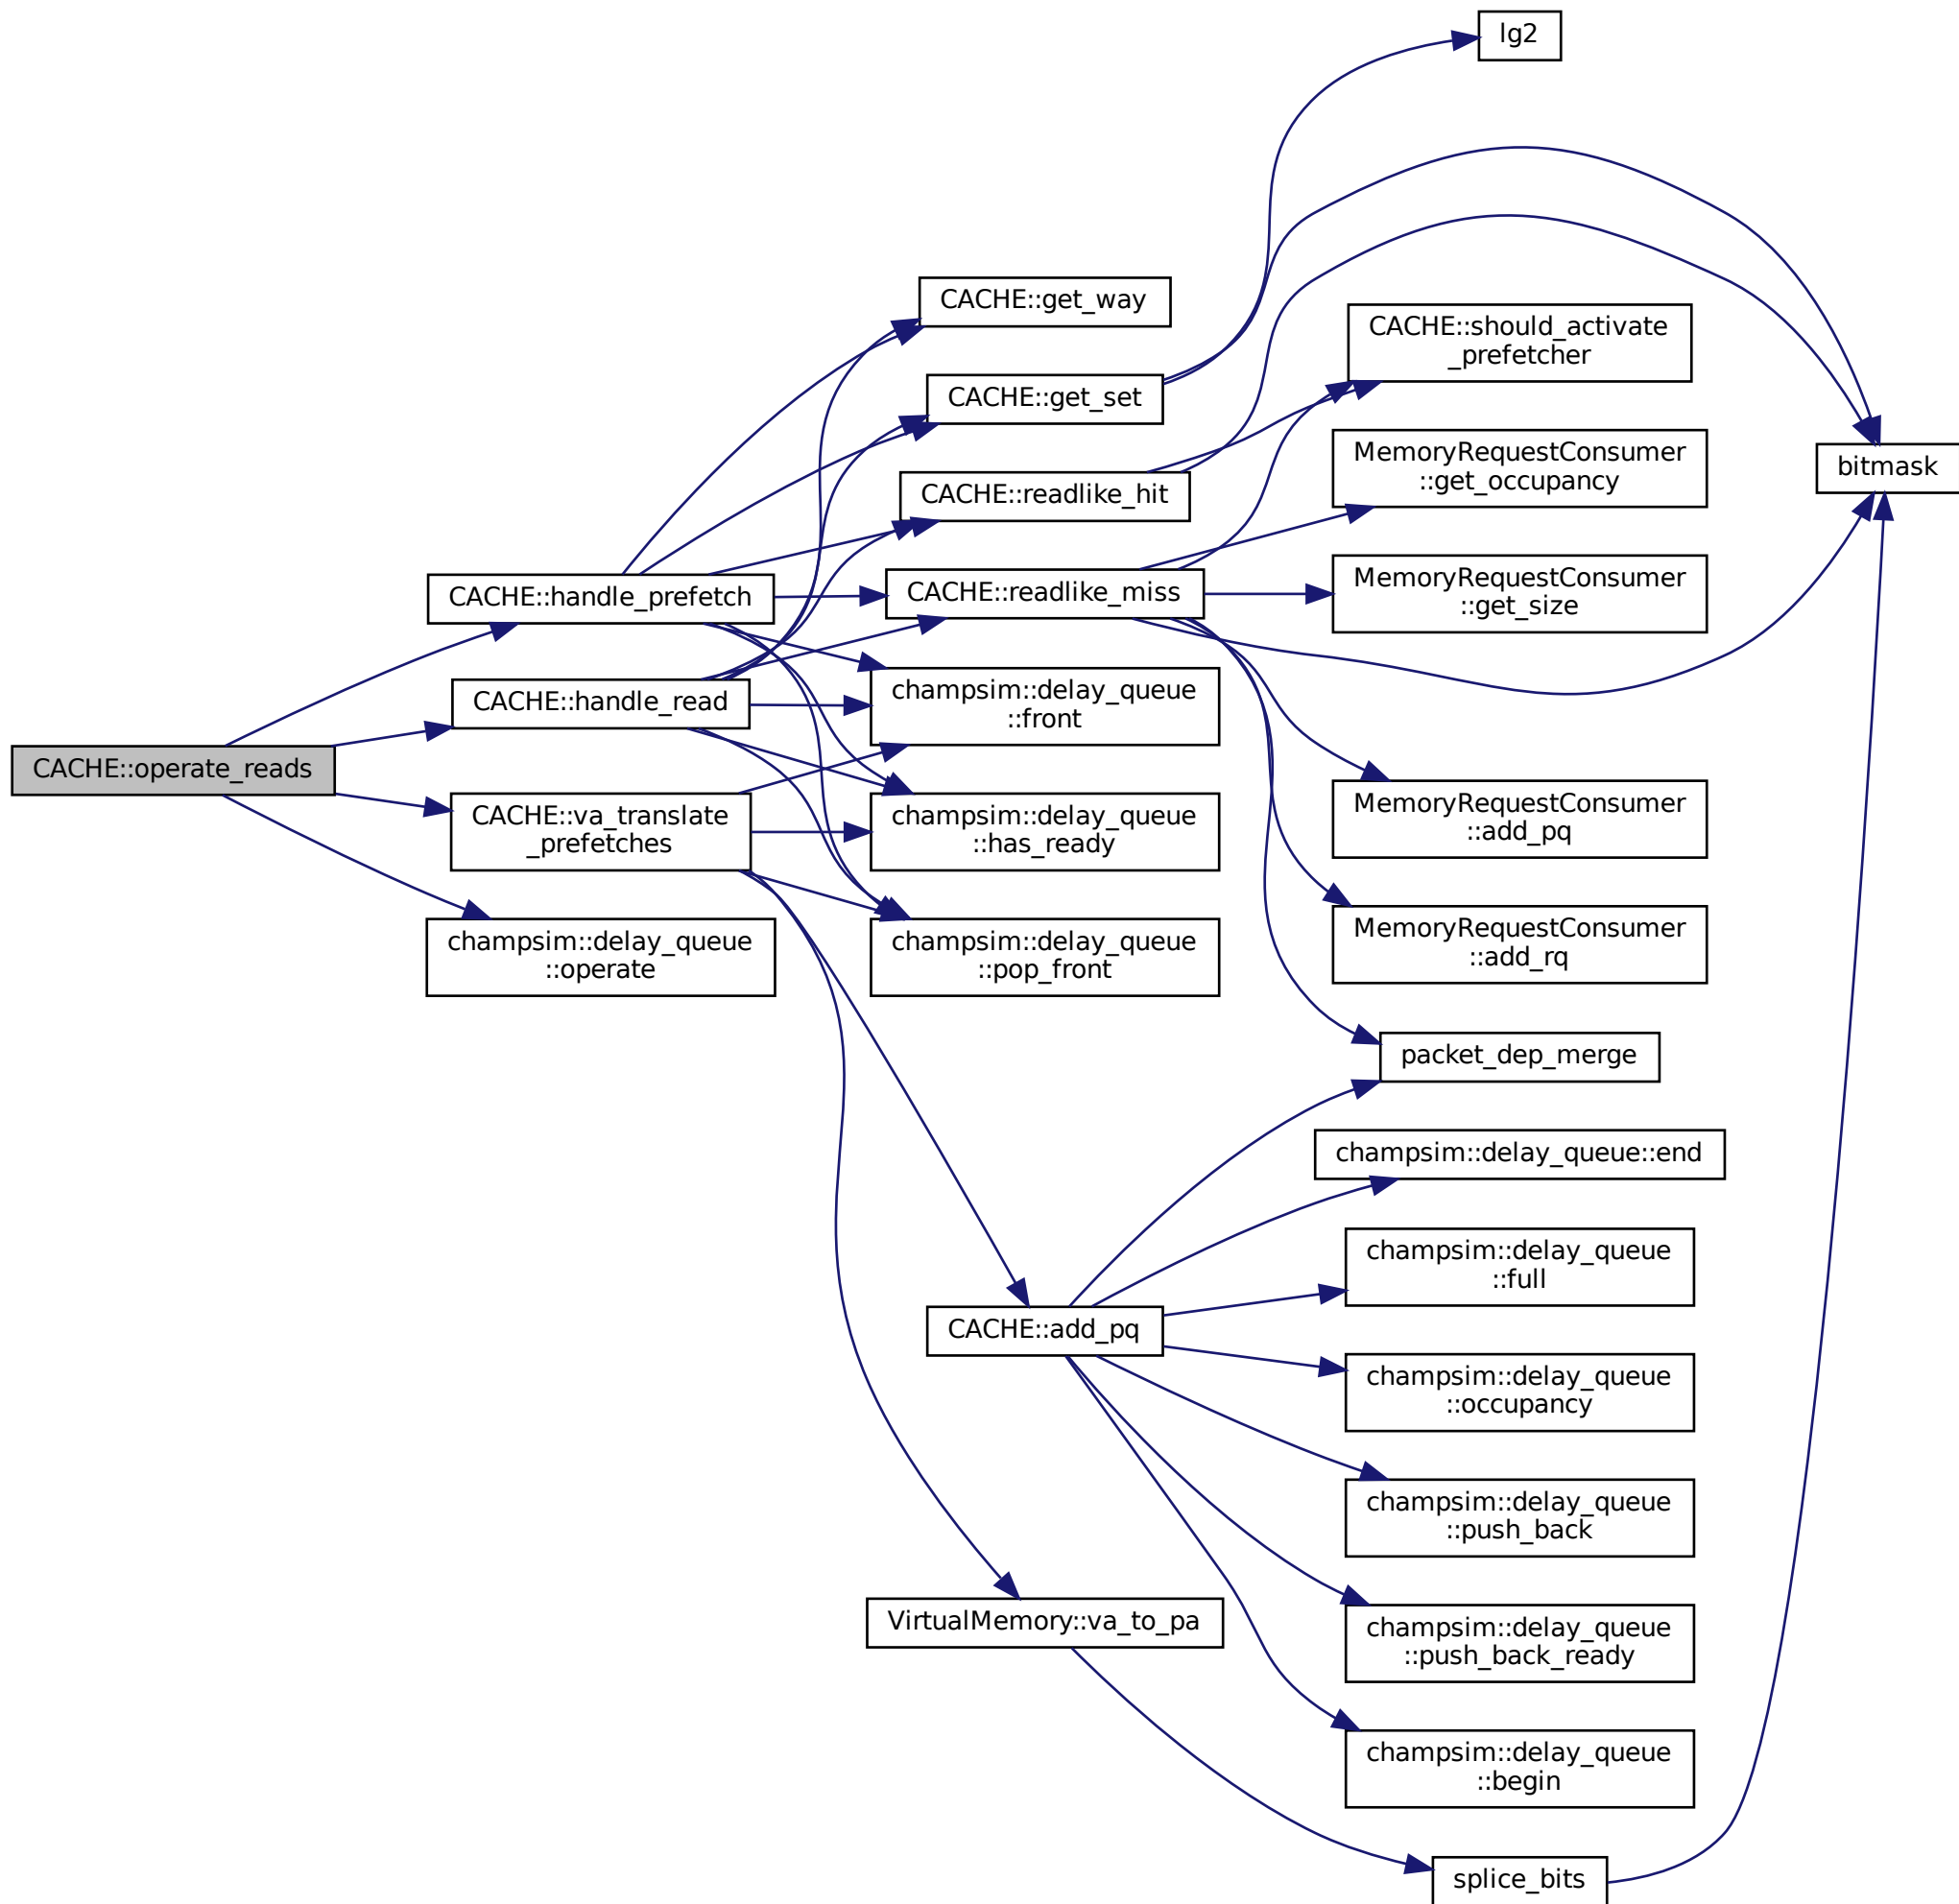 lg2
CACHE::get_way
CACHE::should_activate
_prefetcher
CACHE::get_set
MemoryRequestConsumer
::get_occupancy
bitmask
CACHE::readlike_hit
MemoryRequestConsumer
::get_size
CACHE::handle_prefetch
CACHE::readlike_miss
CACHE::handle_read
champsim::delay_queue
::front
CACHE::operate_reads
CACHE::va_translate
_prefetches
champsim::delay_queue
::has_ready
MemoryRequestConsumer
::add_pq
champsim::delay_queue
::operate
champsim::delay_queue
::pop_front
MemoryRequestConsumer
::add_rq
packet_dep_merge
champsim::delay_queue::end
champsim::delay_queue
::full
CACHE::add_pq
champsim::delay_queue
::occupancy
champsim::delay_queue
::push_back
VirtualMemory::va_to_pa
champsim::delay_queue
::push_back_ready
champsim::delay_queue
::begin
splice_bits